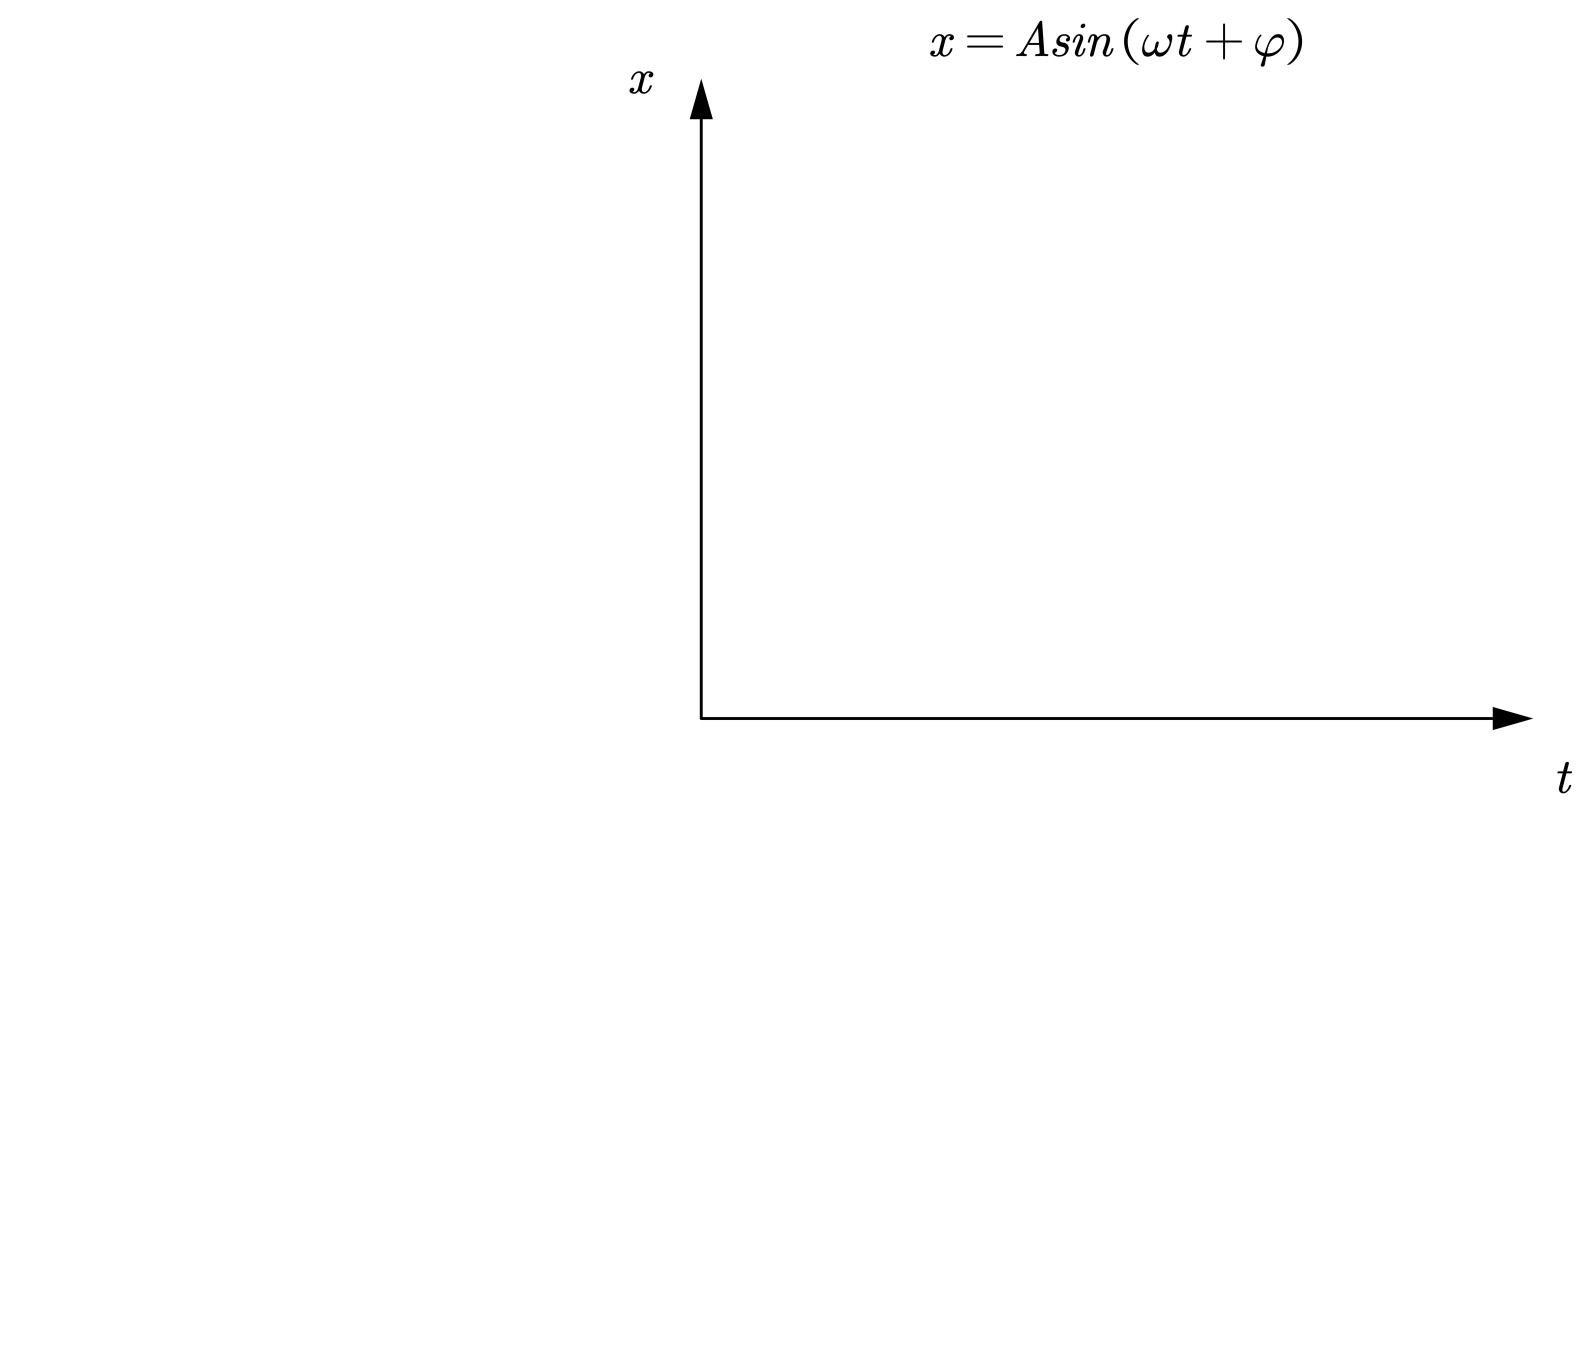 x = Asin(ωt + φ)
x
t